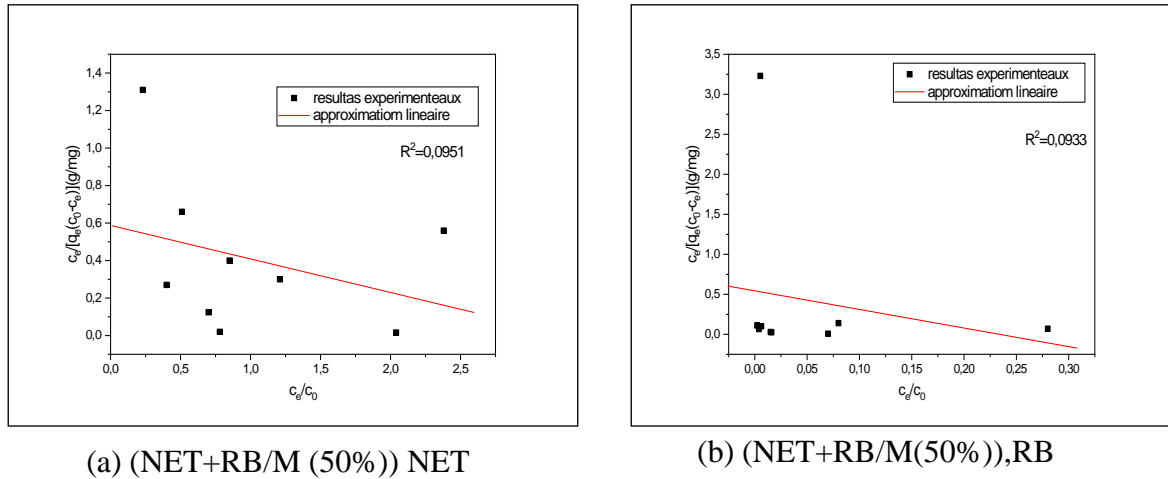 1,4
1,2
1,0
0,8
0,6
0,4
0,2
0,0
c_e/[q_e(c_0-c_e)](g/mg)
resultas experimenteaux
approximatiom lineaire
R²=0,0951
0,0 0,5 1,0 1,5 2,0 2,5
c_e/c_0
(a) (NET+RB/M (50%)) NET
3,5
3,0
2,5
2,0
1,5
1,0
0,5
0,0
c_e/[q_e(c_0-c_e)](g/mg)
resultas experimenteaux
approximatiom lineaire
R²=0,0933
0,00 0,05 0,10 0,15 0,20 0,25 0,30
c_e/c_0
(b) (NET+RB/M(50%)),RB